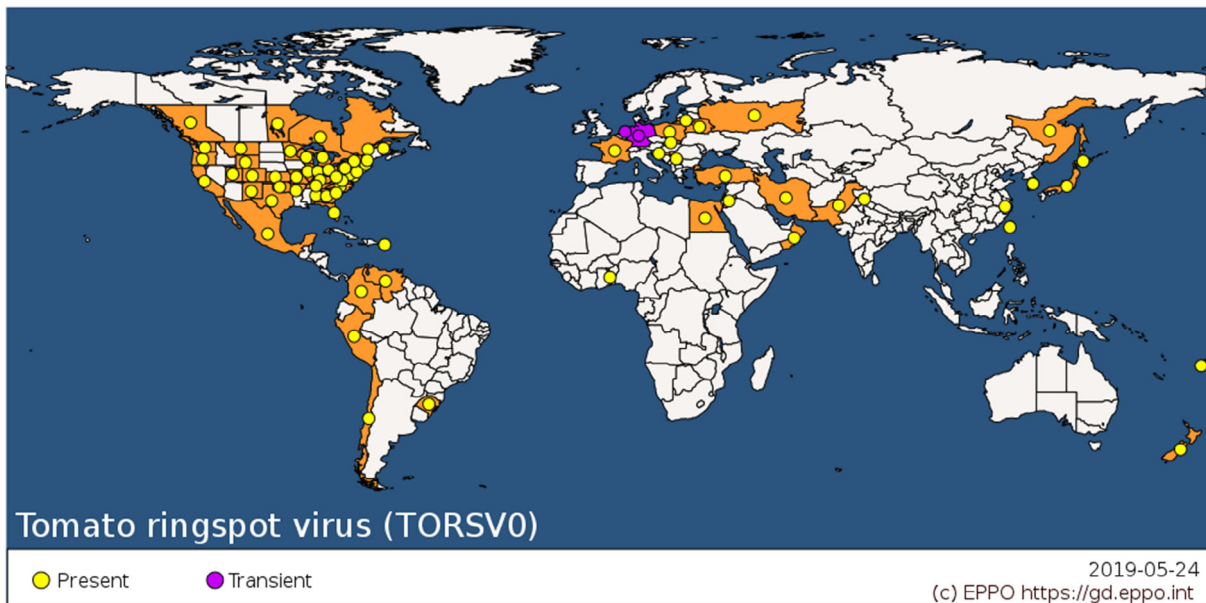 Tomato ringspot virus (TORSV0)
Present
Transient
2019-05-24
(c) EPPO https://gd.eppo.int